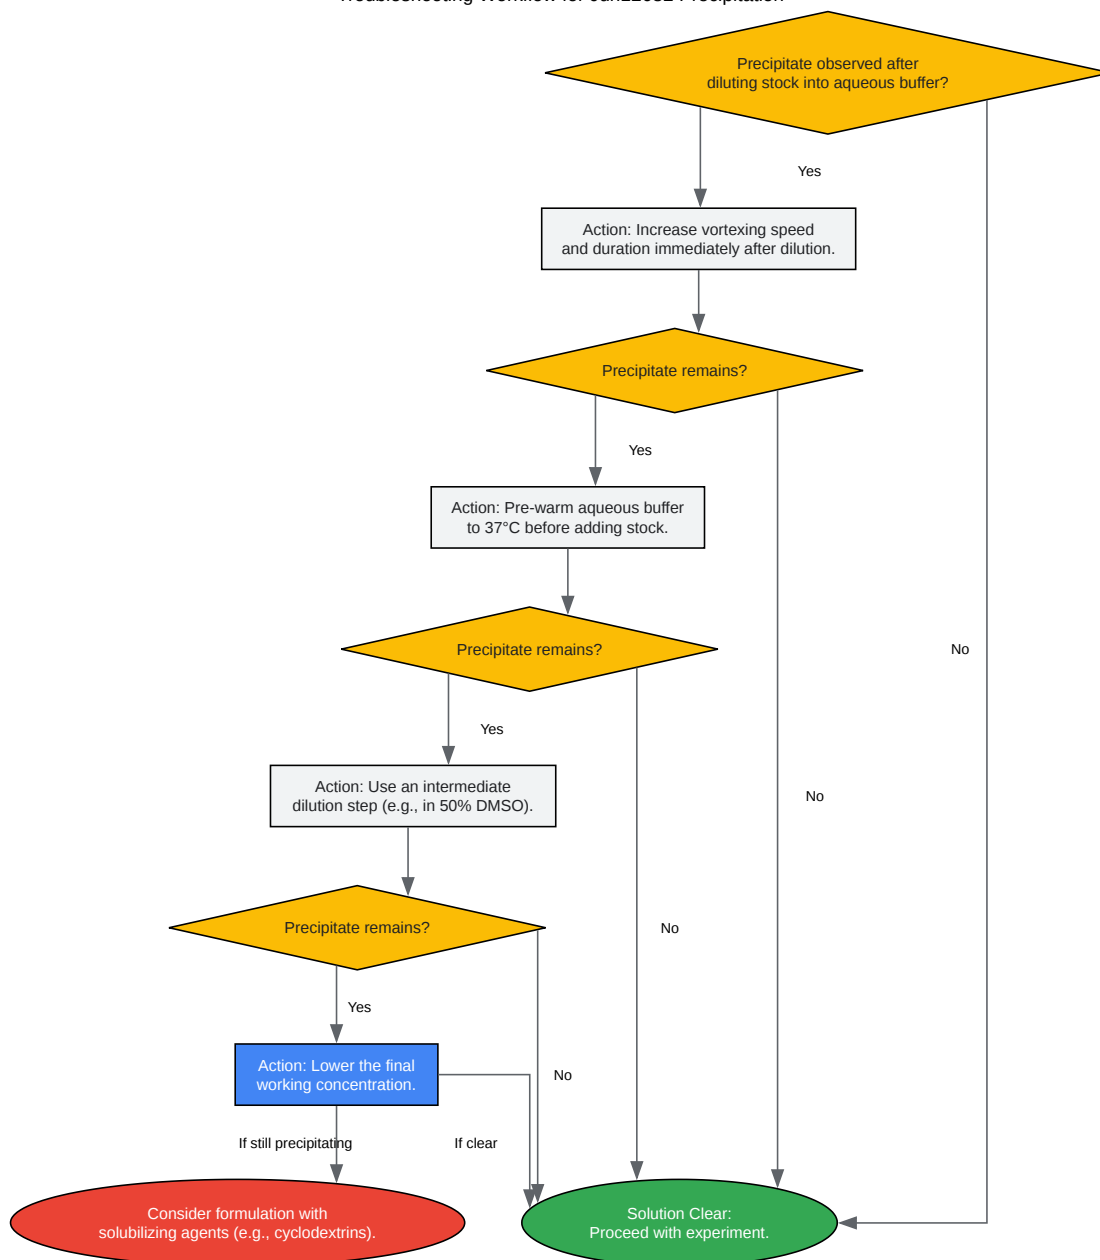 Precipitate observed after
diluting stock into aqueous buffer?
Yes
Action: Increase vortexing speed
and duration immediately after dilution.
Precipitate remains?
Yes
Action: Pre-warm aqueous buffer
to 37°C before adding stock.
Precipitate remains?
No
Yes
Action: Use an intermediate
dilution step (e.g., in 50% DMSO).
No
Precipitate remains?
No
Yes
Action: Lower the final
working concentration.
No
If still precipitating
If clear
Consider formulation with
solubilizing agents (e.g., cyclodextrins).
Solution Clear:
Proceed with experiment.